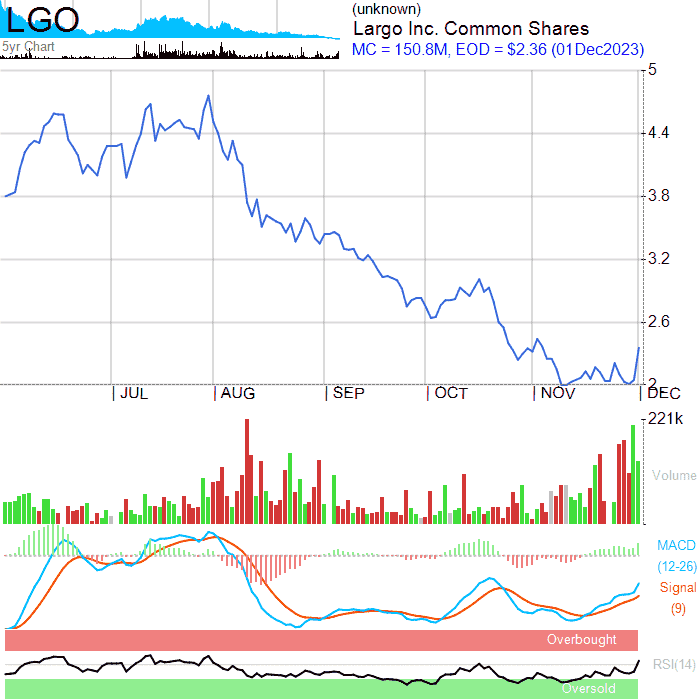 LGO
5yr Chart
(unknown)
Largo Inc. Common Shares
MC = 150.8M, EOD = $2.36 (01Dec2023)
5
4.4
3.8
3.2
2.6
2
JUL AUG SEP OCT NOV DEC
221k
Volume
MACD
(12-26)
Signal
(9)
Overbought
RSI(14)
Oversold